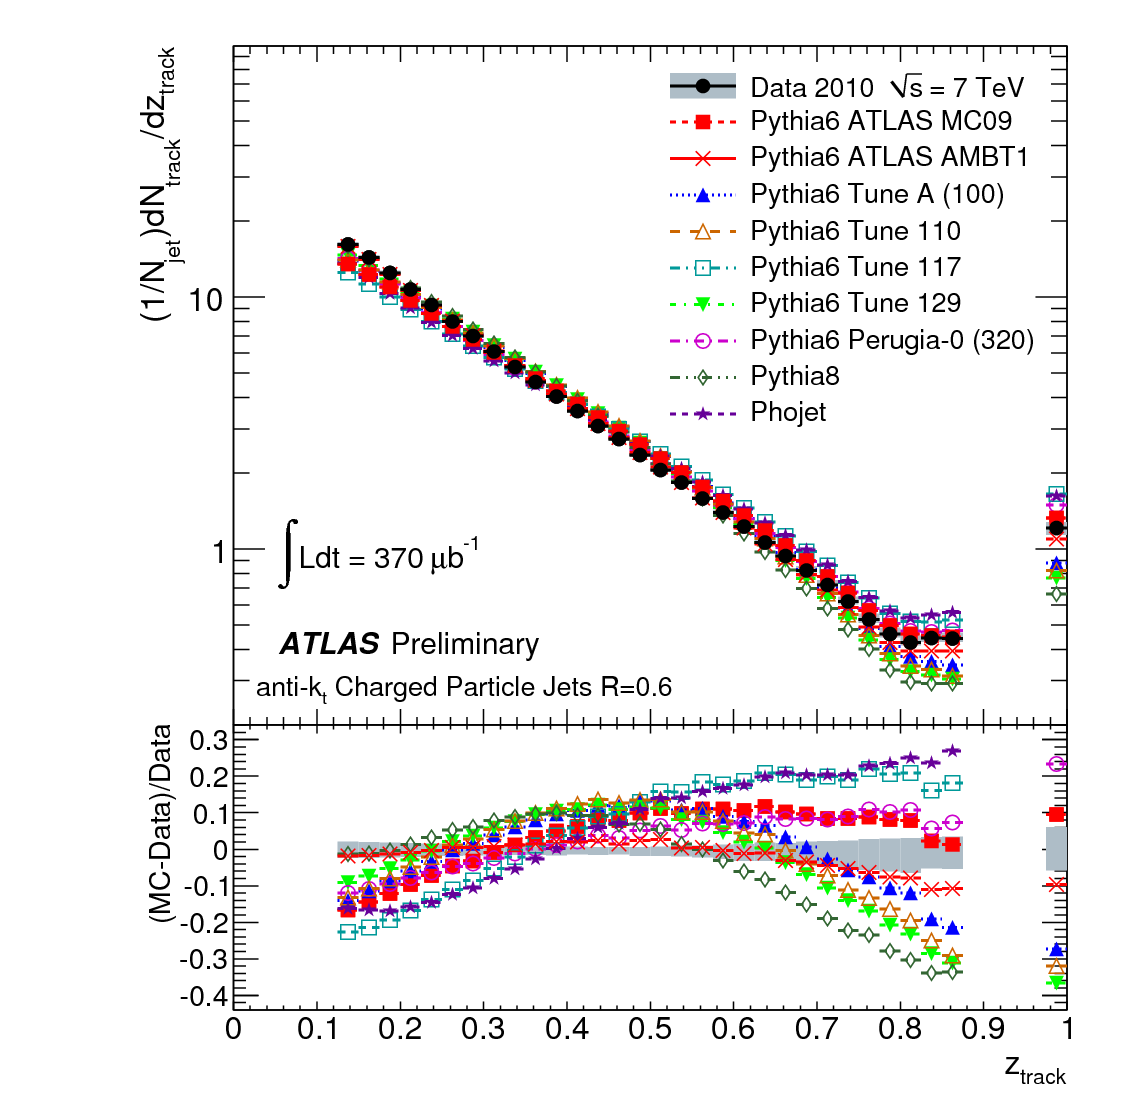 (1/N_jet)dN_track/dz_track
Data 2010 √s = 7 TeV
Pythia6 ATLAS MC09
Pythia6 ATLAS AMBT1
Pythia6 Tune A (100)
Pythia6 Tune 110
Pythia6 Tune 117
Pythia6 Tune 129
Pythia6 Perugia-0 (320)
Pythia8
Phojet
10
1
∫Ldt = 370 μb^-1
ATLAS Preliminary
anti-k_t Charged Particle Jets R=0.6
(MC-Data)/Data
0.3
0.2
0.1
0
-0.1
-0.2
-0.3
-0.4
0 0.1 0.2 0.3 0.4 0.5 0.6 0.7 0.8 0.9 1
z_track